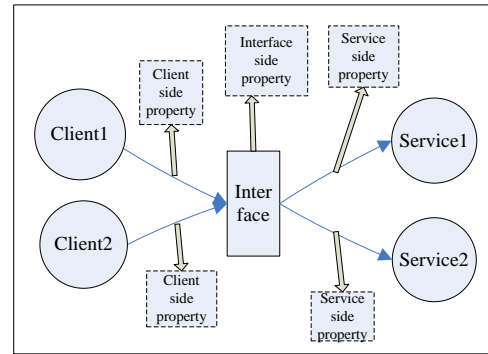 Client
side
property
Interface
side
property
Service
side
property
Client1
Inter
face
Service1
Client2
Service2
Client
side
property
Service
side
property